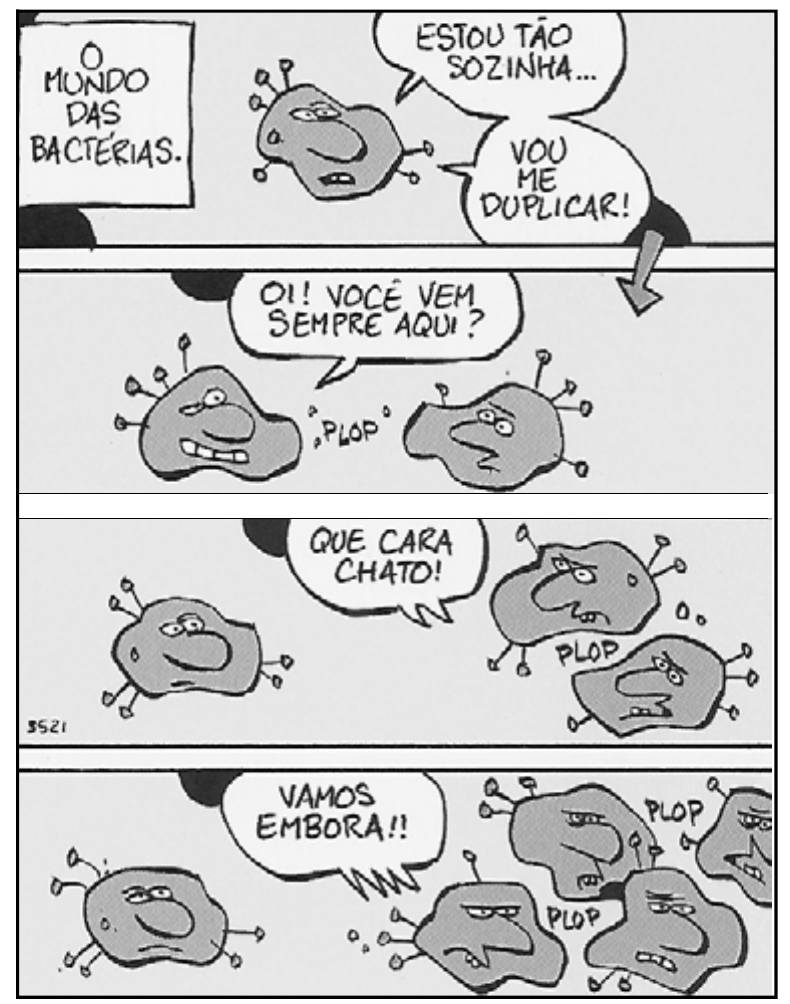 O
MUNDO
DAS
BACTÉRIAS.
ESTOU TÃO
SOZINHA...
VOU
ME
DUPLICAR!
OI! VOCÊ VEM
SEMPRE AQUI?
PLOP
QUE CARA
CHATO!
PLOP
3521
VAMOS
EMBORA!!
PLOP
PLOP